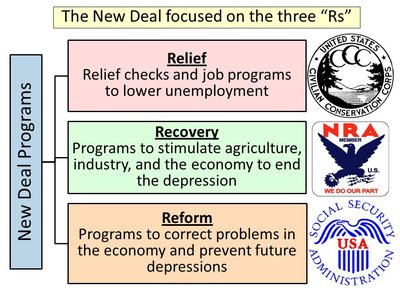 The New Deal focused on the three “Rs”
New Deal Programs
Relief
Relief checks and job programs
to lower unemployment
UNITED STATES
CIVILIAN CONSERVATION CORPS
Recovery
Programs to stimulate agriculture,
industry, and the economy to end
the depression
NRA
MEMBER
U.S.
WE DO OUR PART
Reform
Programs to correct problems in
the economy and prevent future
depressions
SOCIAL SECURITY
USA
ADMINISTRATION